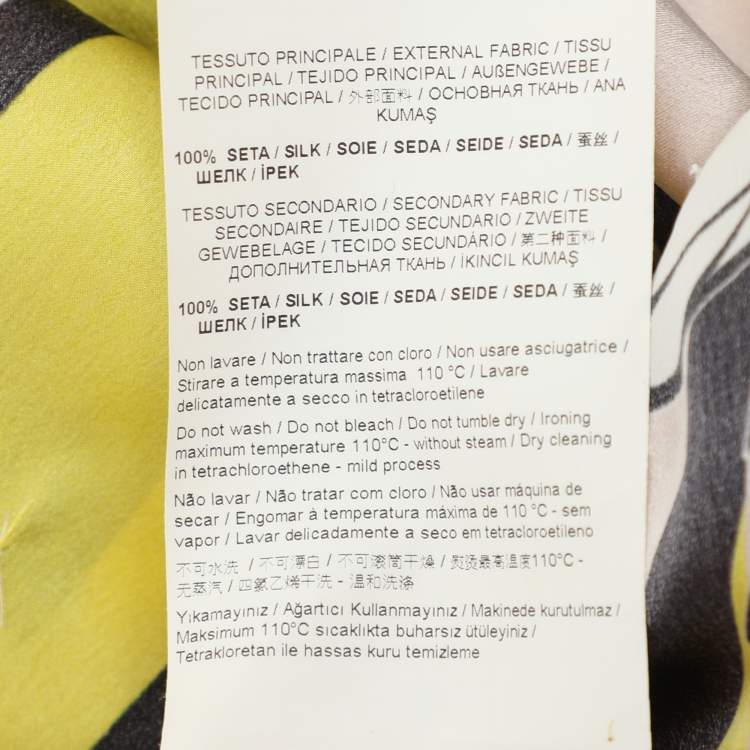 TESSUTO PRINCIPALE / EXTERNAL FABRIC / TISSU
PRINCIPAL / TEJIDO PRINCIPAL / AUßENGEWEBE /
TECIDO PRINCIPAL / 外部面料 / ОСНОВНАЯ ТКАНЬ / ANA
KUMAŞ
100% SETA / SILK / SOIE / SEDA / SEIDE / SEDA / 蚕丝 /
ШЕЛК / İPEK
TESSUTO SECONDARIO / SECONDARY FABRIC / TISSU
SECONDAIRE / TEJIDO SECUNDARIO / ZWEITE
GEWEBELAGE / TECIDO SECUNDÁRIO / 第二种面料 /
ДОПОЛНИТЕЛЬНАЯ ТКАНЬ / İKINCIL KUMAŞ
100% SETA / SILK / SOIE / SEDA / SEIDE / SEDA / 蚕丝 /
ШЕЛК / İPEK
Non lavare / Non trattare con cloro / Non usare asciugatrice /
Stirare a temperatura massima 110 °C / Lavare
delicatamente a secco in tetracloroetilene
Do not wash / Do not bleach / Do not tumble dry / Ironing
maximum temperature 110°C - without steam / Dry cleaning
in tetrachloroethene - mild process
Não lavar / Não tratar com cloro / Não usar máquina de
secar / Engomar à temperatura máxima de 110 °C - sem
vapor / Lavar delicadamente a seco em tetracloroetileno
不可水洗 / 不可漂白 / 不可滚筒干燥 / 熨烫最高温度110°C -
无蒸汽 / 四氯乙烯干洗 - 温和洗涤
Yıkamayınız / Ağartıcı Kullanmayınız / Makinede kurutulmaz /
Maksimum 110°C sıcaklıkta buharsız ütüleyiniz /
Tetrakloretan ile hassas kuru temizleme